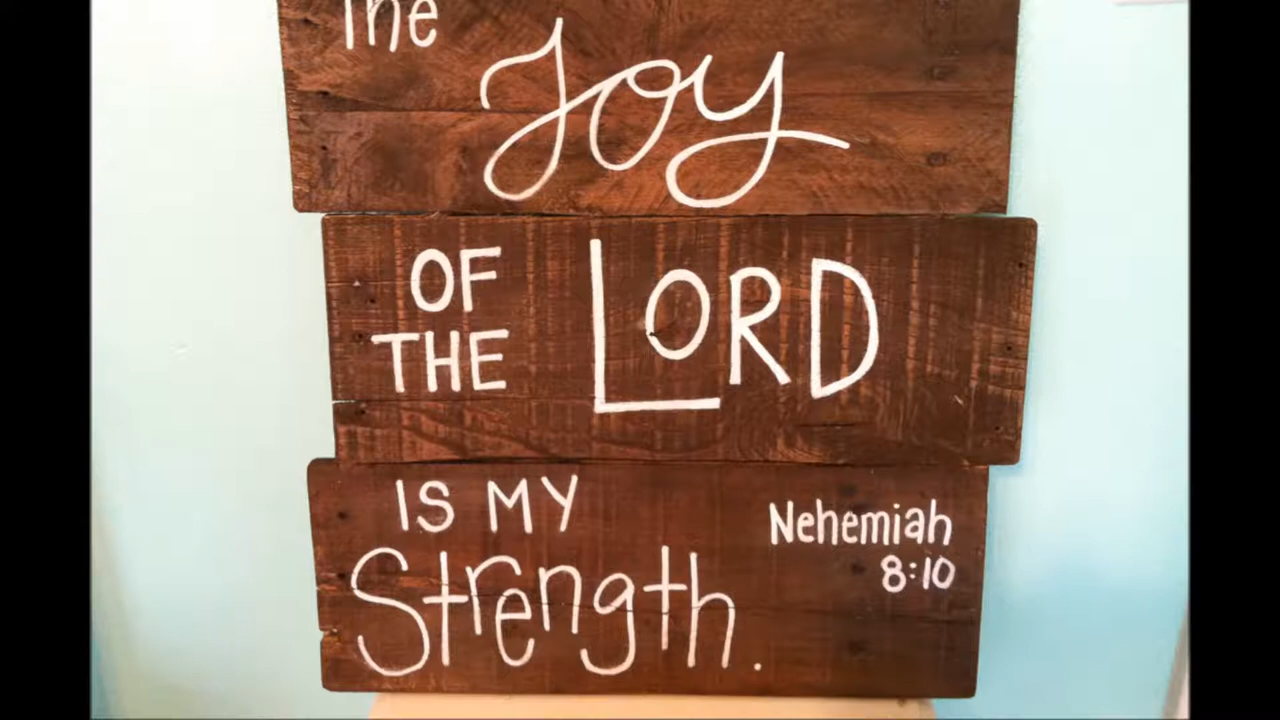 The
Joy
OF
THE LORD
IS MY
Strength.
Nehemiah
8:10